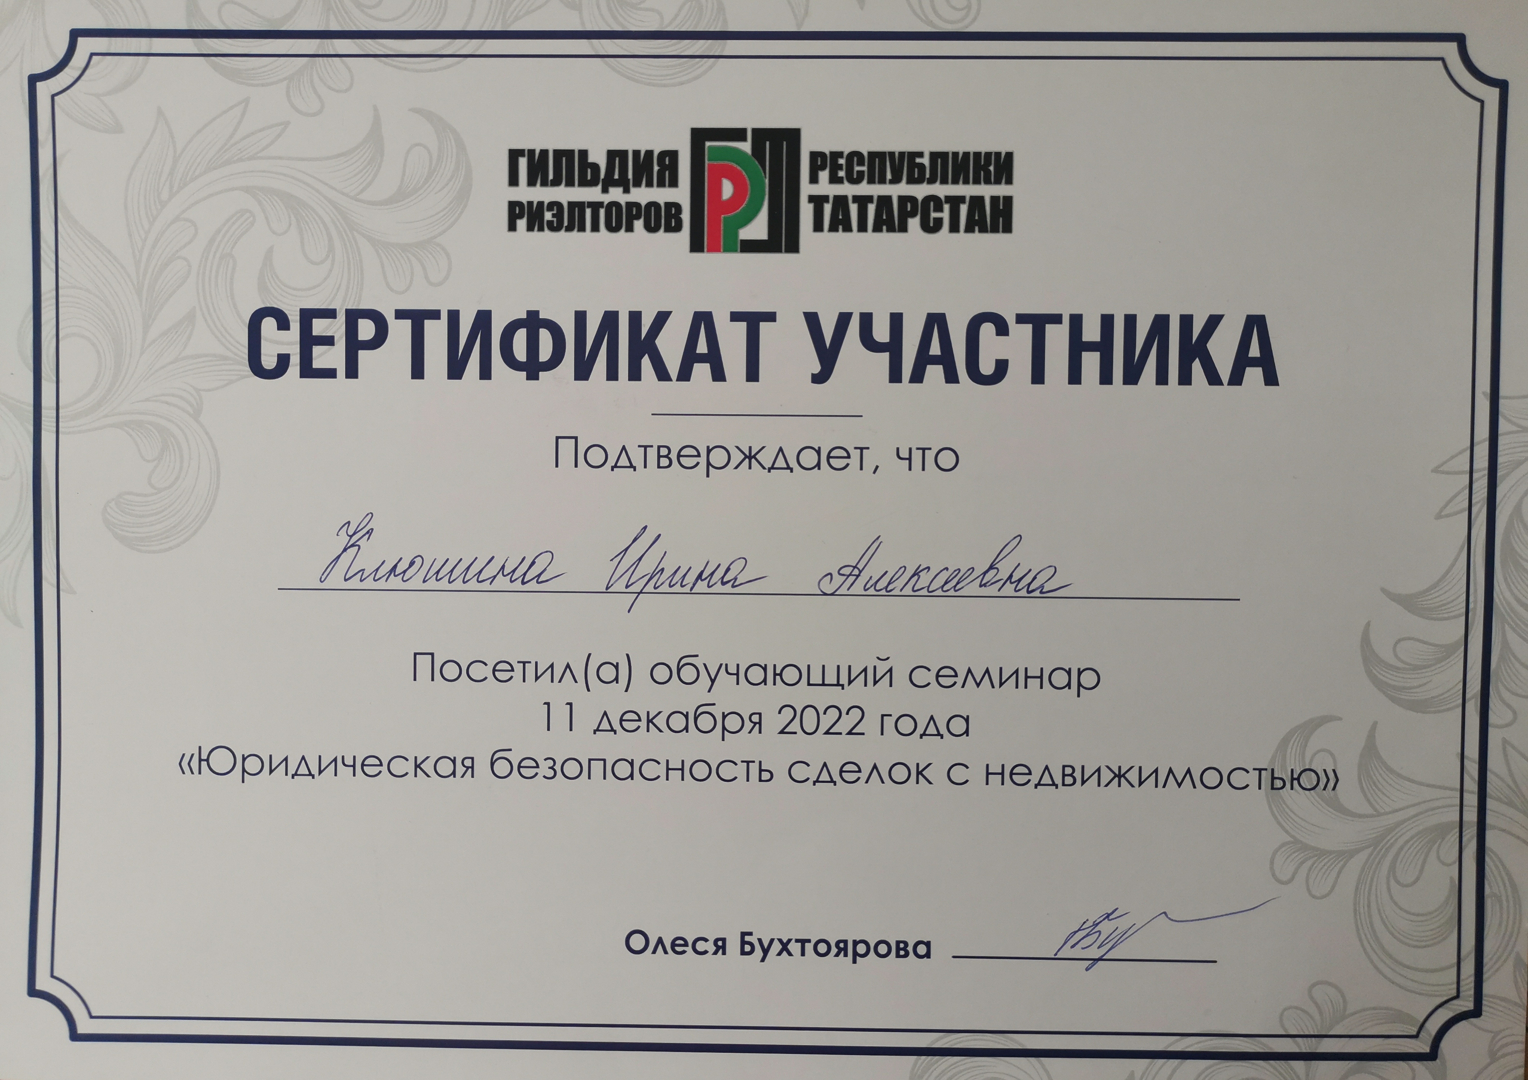 ГИЛЬДИЯ РИЭЛТОРОВ
РЕСПУБЛИКИ ТАТАРСТАН
СЕРТИФИКАТ УЧАСТНИКА
Подтверждает, что
Клюшина Ирина Алексеевна
Посетил(а) обучающий семинар
11 декабря 2022 года
«Юридическая безопасность сделок с недвижимостью»
Олеся Бухтоярова